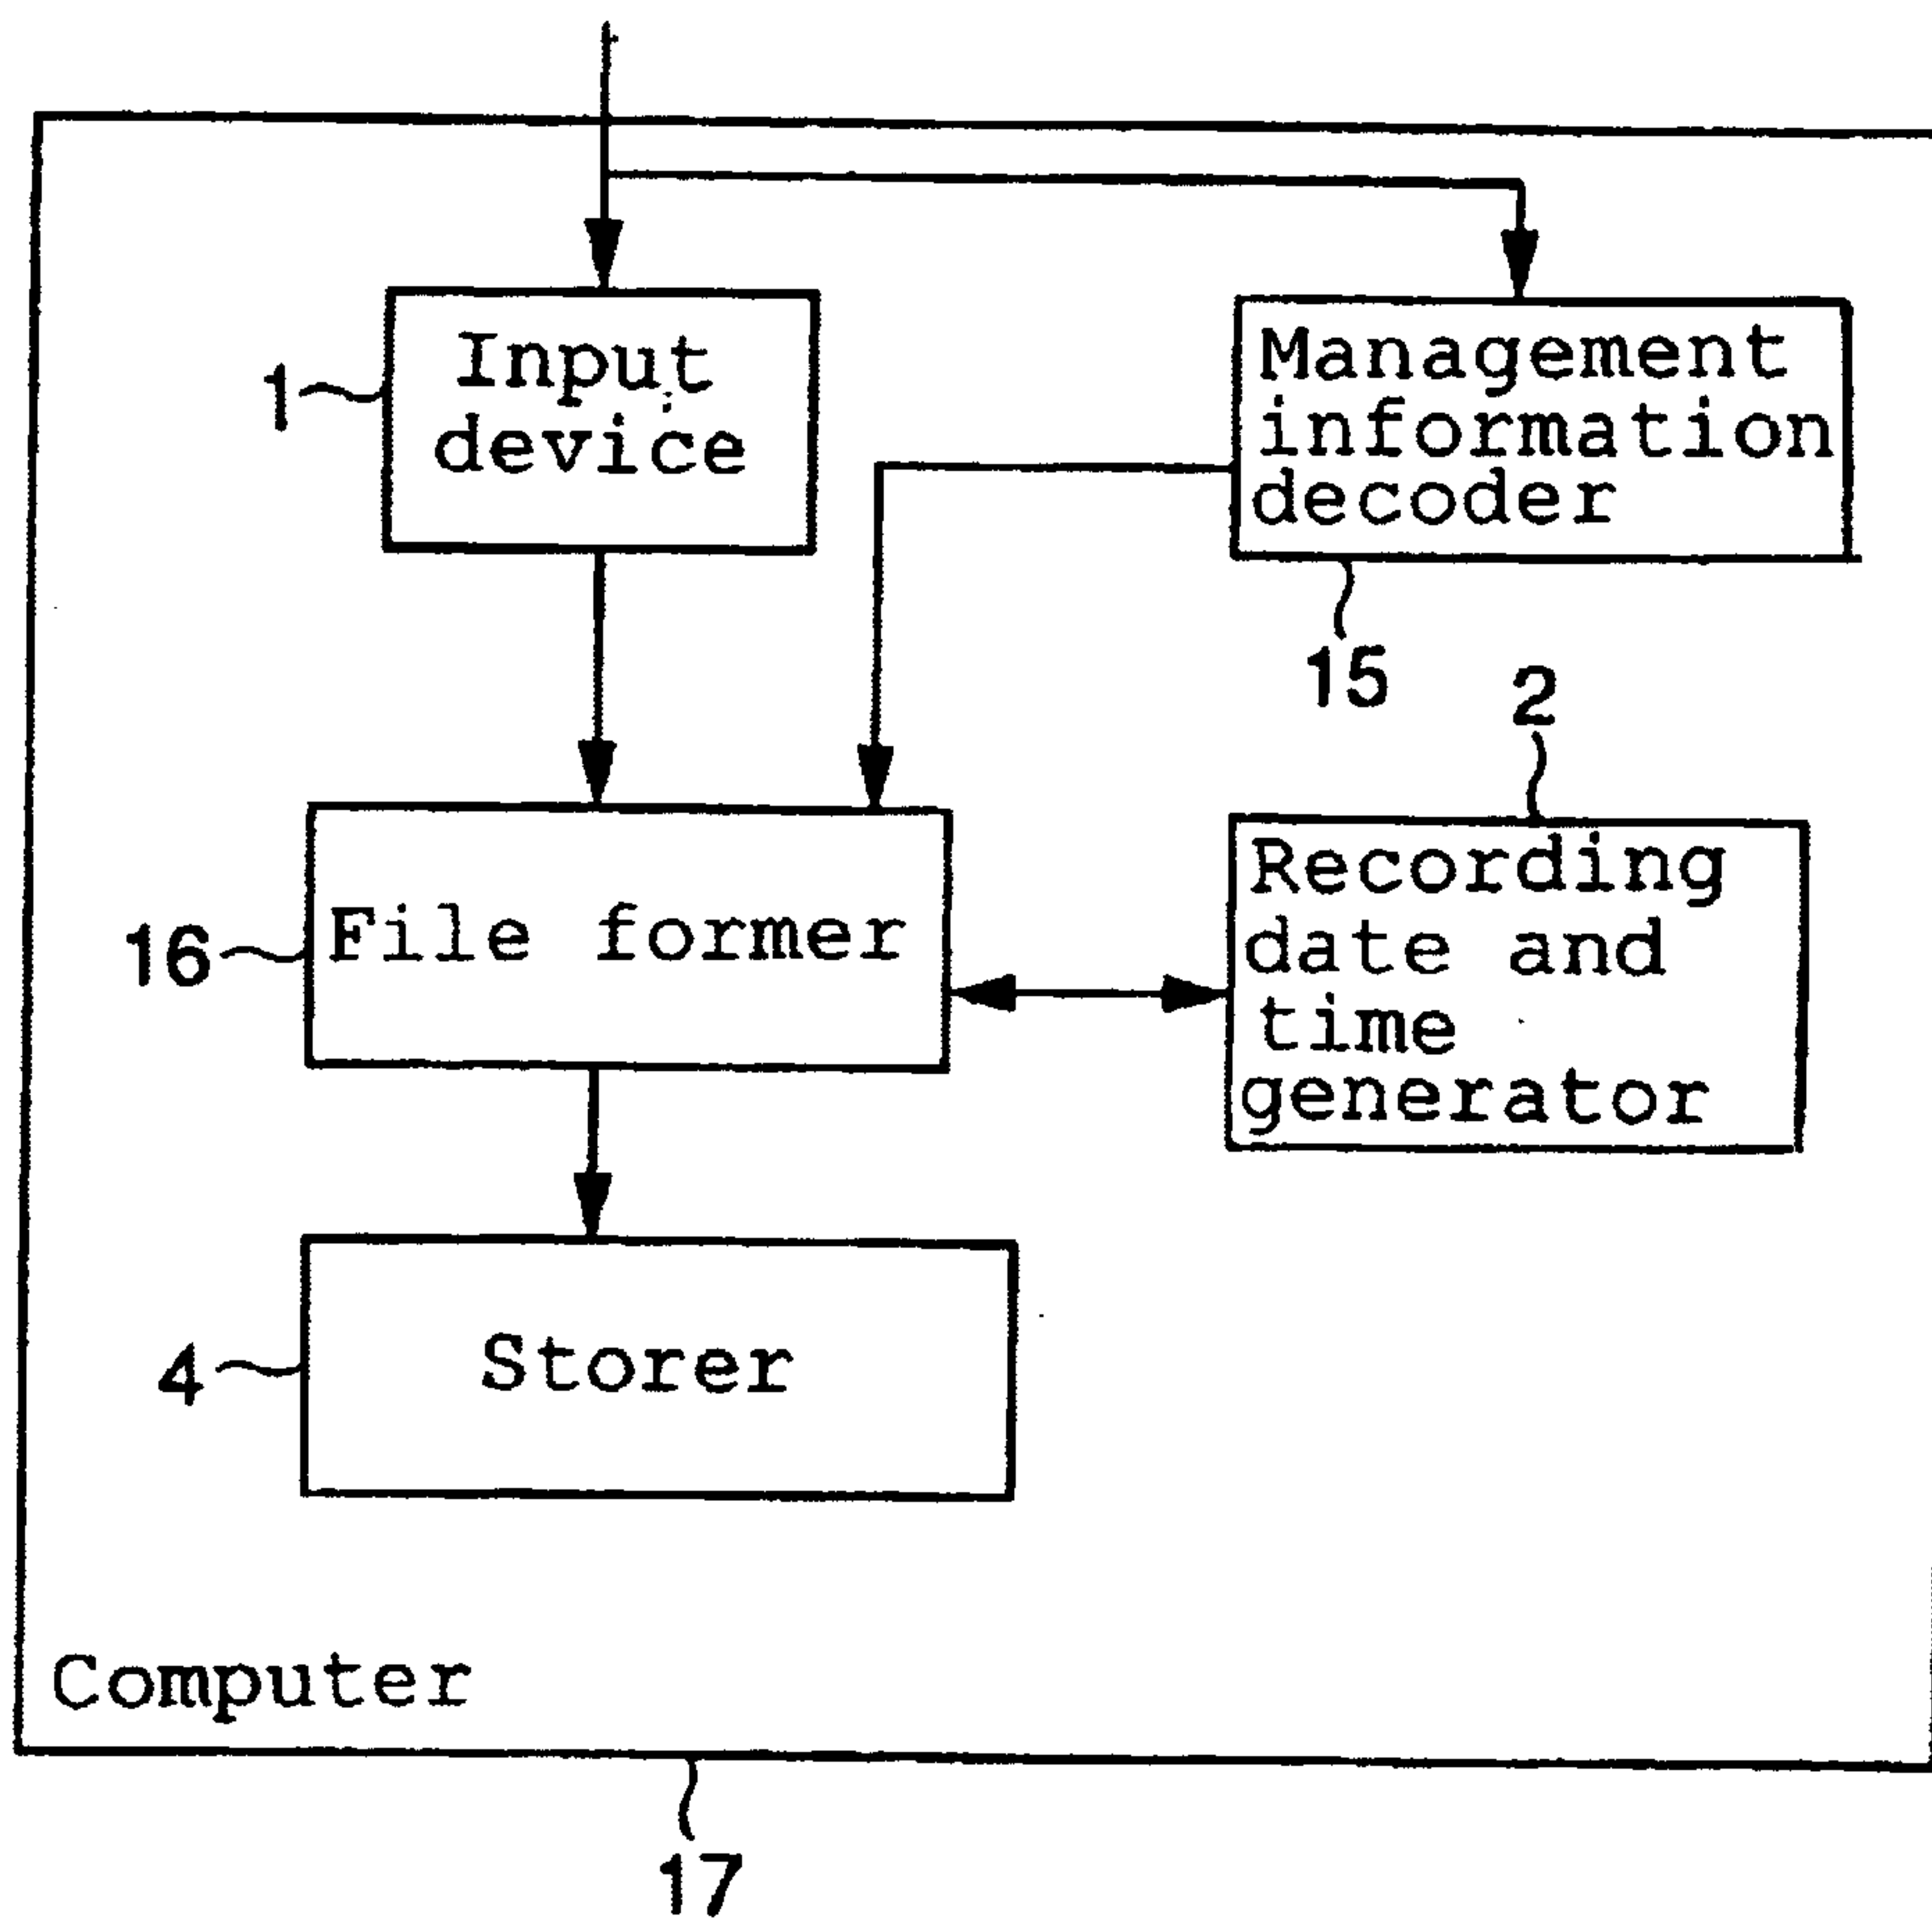 Input
device
1
Management
information
decoder
15
2
File former
16
Recording
date and
time
generator
Storer
4
Computer
17